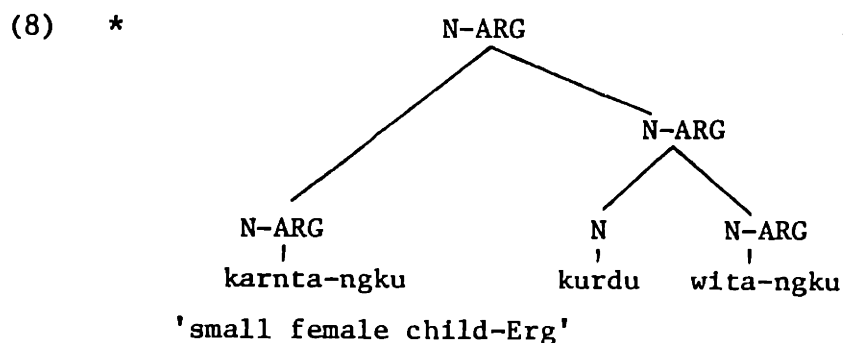 (8) * N-ARG
N-ARG
N-ARG N N-ARG
karnta-ngku kurdu wita-ngku
'small female child-Erg'